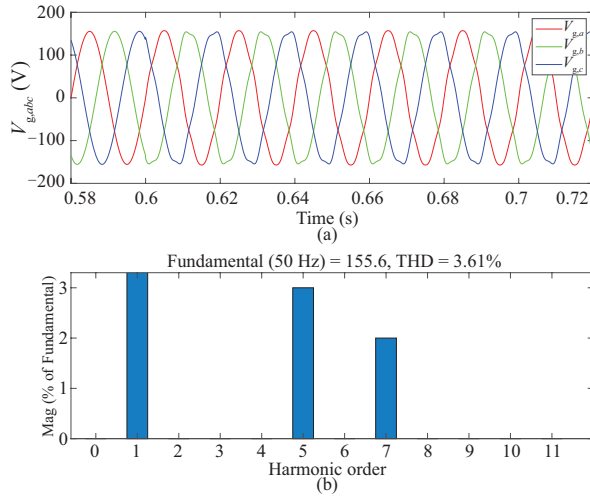 200
100
0
−100
−200
V_g,abc (V)
V_g,a
V_g,b
V_g,c
0.58 0.6 0.62 0.64 0.66 0.68 0.7 0.72
Time (s)
(a)
Fundamental (50 Hz) = 155.6, THD = 3.61%
3
2
1
0
Mag (% of Fundamental)
0 1 2 3 4 5 6 7 8 9 10 11
Harmonic order
(b)